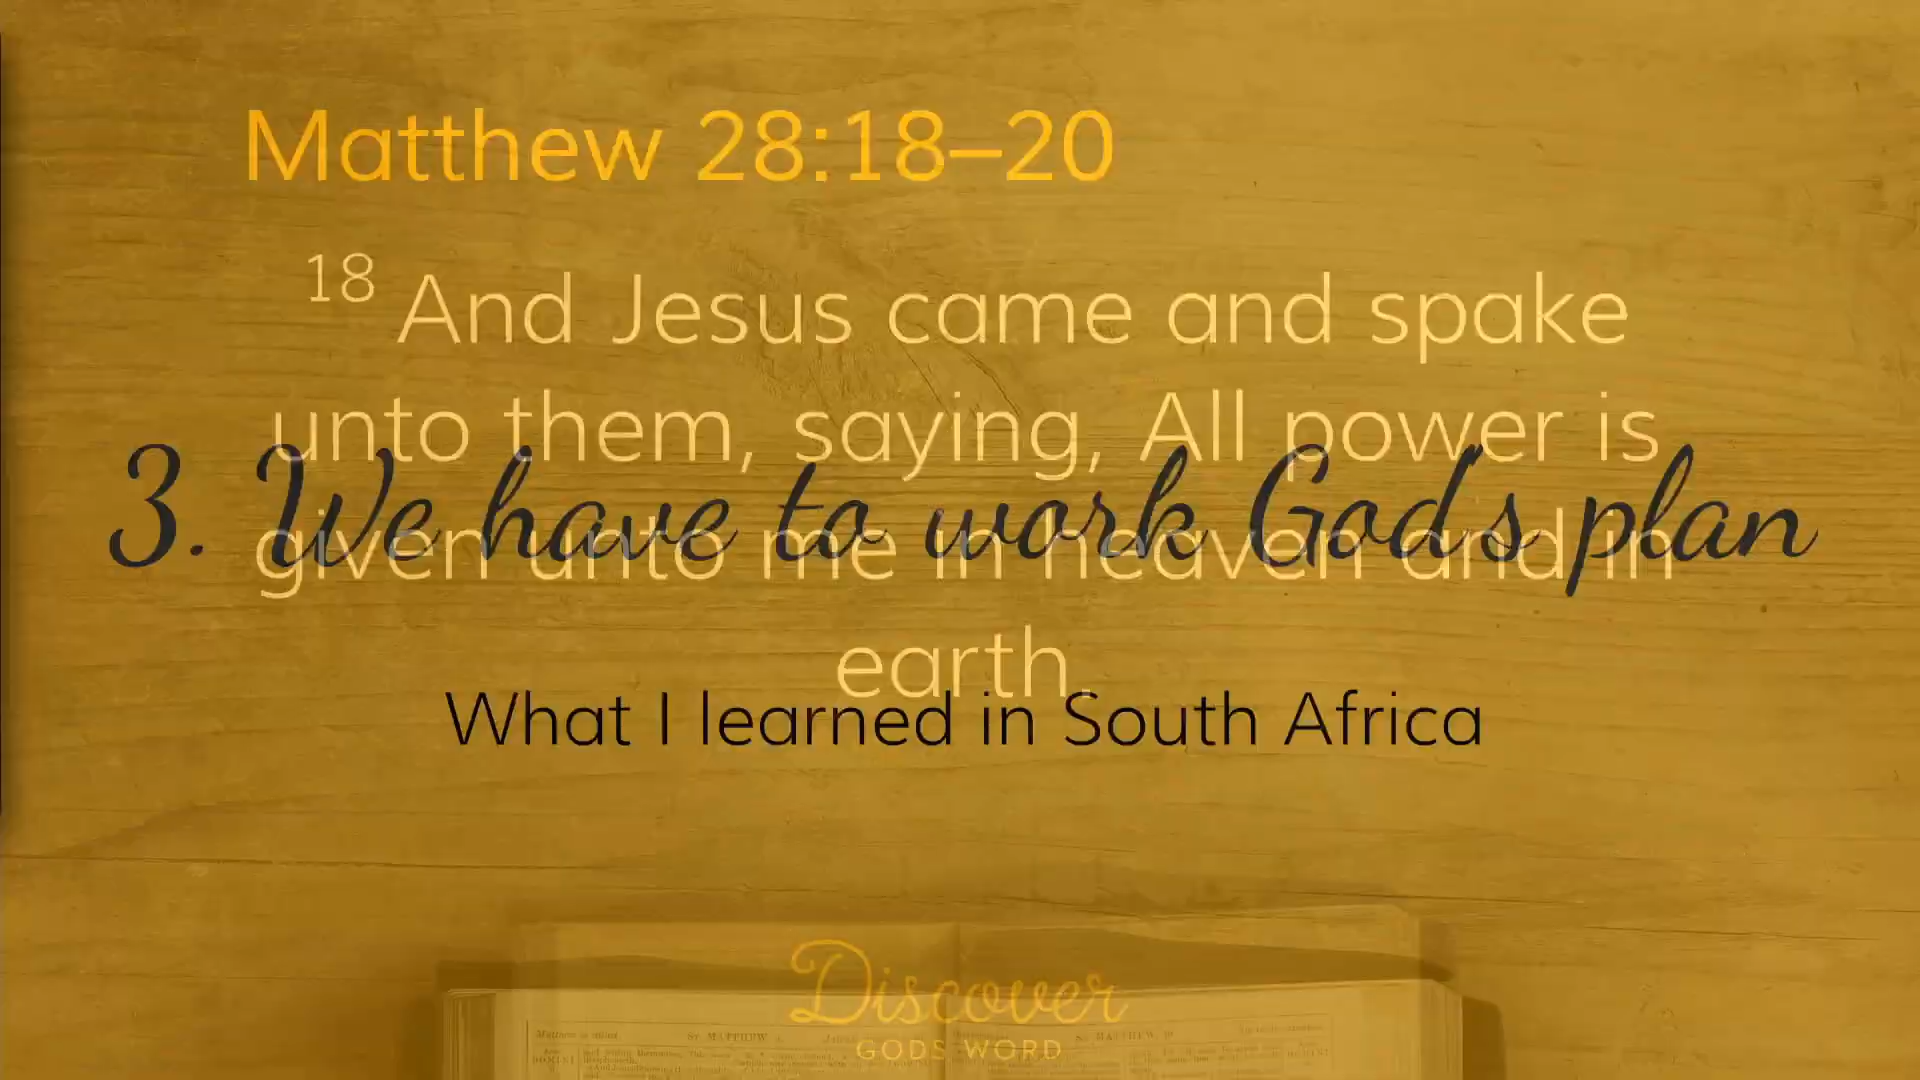 Matthew 28:18–20
18 And Jesus came and spake
unto them, saying, All power is
3. We have to work God's plan
given unto me in heaven and in
earth.
What I learned in South Africa
Discover
GODS WORD
St. MATTHEW